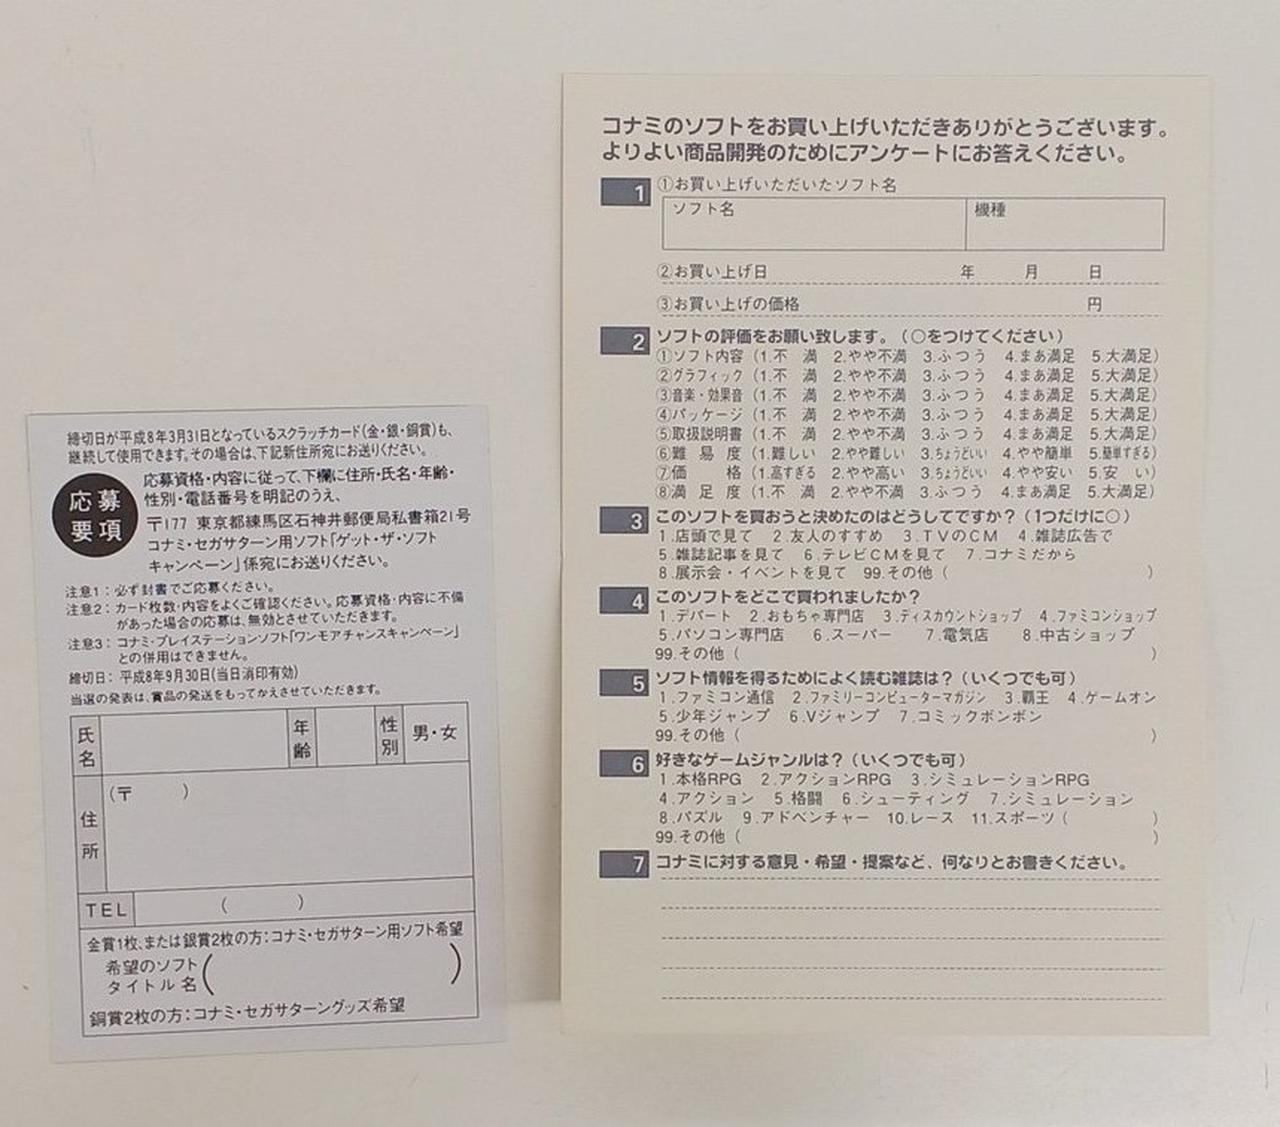 締切日が平成8年3月31日となっているスクラッチカード(金・銀・銅賞)も、
継続して使用できます。その場合は、下記新住所宛にお送りください。
応募
要項
応募資格・内容に従って、下欄に住所・氏名・年齢・
性別・電話番号を明記のうえ、
〒177 東京都練馬区石神井郵便局私書箱21号
コナミ・セガサターン用ソフト「ゲット・ザ・ソフト
キャンペーン」係宛にお送りください。
注意1：必ず封書でご応募ください。
注意2：カード枚数・内容をよくご確認ください。応募資格・内容に不備
があった場合の応募は、無効とさせていただきます。
注意3：コナミ・プレイステーションソフト「ワンモアチャンスキャンペーン」
との併用はできません。
締切日：平成8年9月30日(当日消印有効)
当選の発表は、賞品の発送をもってかえさせていただきます。
氏名 年齢 性別 男・女
住所 (〒 )
TEL ( )
金賞1枚、または銀賞2枚の方：コナミ・セガサターン用ソフト希望
希望のソフト
タイトル名 ( )
銅賞2枚の方：コナミ・セガサターングッズ希望
コナミのソフトをお買い上げいただきありがとうございます。
よりよい商品開発のためにアンケートにお答えください。
1 ①お買い上げいただいたソフト名
ソフト名 機種
②お買い上げ日 年 月 日
③お買い上げの価格 円
2 ソフトの評価をお願い致します。（○をつけてください）
①ソフト内容（1.不 満 2.やや不満 3.ふつう 4.まあ満足 5.大満足）
②グラフィック（1.不 満 2.やや不満 3.ふつう 4.まあ満足 5.大満足）
③音楽・効果音（1.不 満 2.やや不満 3.ふつう 4.まあ満足 5.大満足）
④パッケージ（1.不 満 2.やや不満 3.ふつう 4.まあ満足 5.大満足）
⑤取扱説明書（1.不 満 2.やや不満 3.ふつう 4.まあ満足 5.大満足）
⑥難 易 度（1.難しい 2.やや難しい 3.ちょうどいい 4.やや簡単 5.簡単すぎる）
⑦価 格（1.高すぎる 2.やや高い 3.ちょうどいい 4.やや安い 5.安 い）
⑧満 足 度（1.不 満 2.やや不満 3.ふつう 4.まあ満足 5.大満足）
3 このソフトを買おうと決めたのはどうしてですか？（1つだけに○）
1.店頭で見て 2.友人のすすめ 3.TVのCM 4.雑誌広告で
5.雑誌記事を見て 6.テレビCMを見て 7.コナミだから
8.展示会・イベントを見て 99.その他（ ）
4 このソフトをどこで買われましたか？
1.デパート 2.おもちゃ専門店 3.ディスカウントショップ 4.ファミコンショップ
5.パソコン専門店 6.スーパー 7.電気店 8.中古ショップ
99.その他（ ）
5 ソフト情報を得るためによく読む雑誌は？（いくつでも可）
1.ファミコン通信 2.ファミリーコンピューターマガジン 3.覇王 4.ゲームオン
5.少年ジャンプ 6.Vジャンプ 7.コミックボンボン
99.その他（ ）
6 好きなゲームジャンルは？（いくつでも可）
1.本格RPG 2.アクションRPG 3.シミュレーションRPG
4.アクション 5.格闘 6.シューティング 7.シミュレーション
8.パズル 9.アドベンチャー 10.レース 11.スポーツ（ ）
99.その他（ ）
7 コナミに対する意見・希望・提案など、何なりとお書きください。